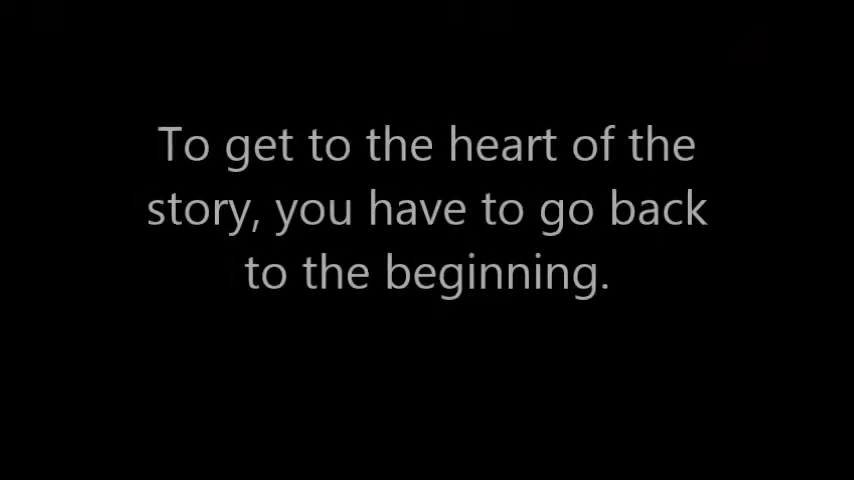 To get to the heart of the
story, you have to go back
to the beginning.